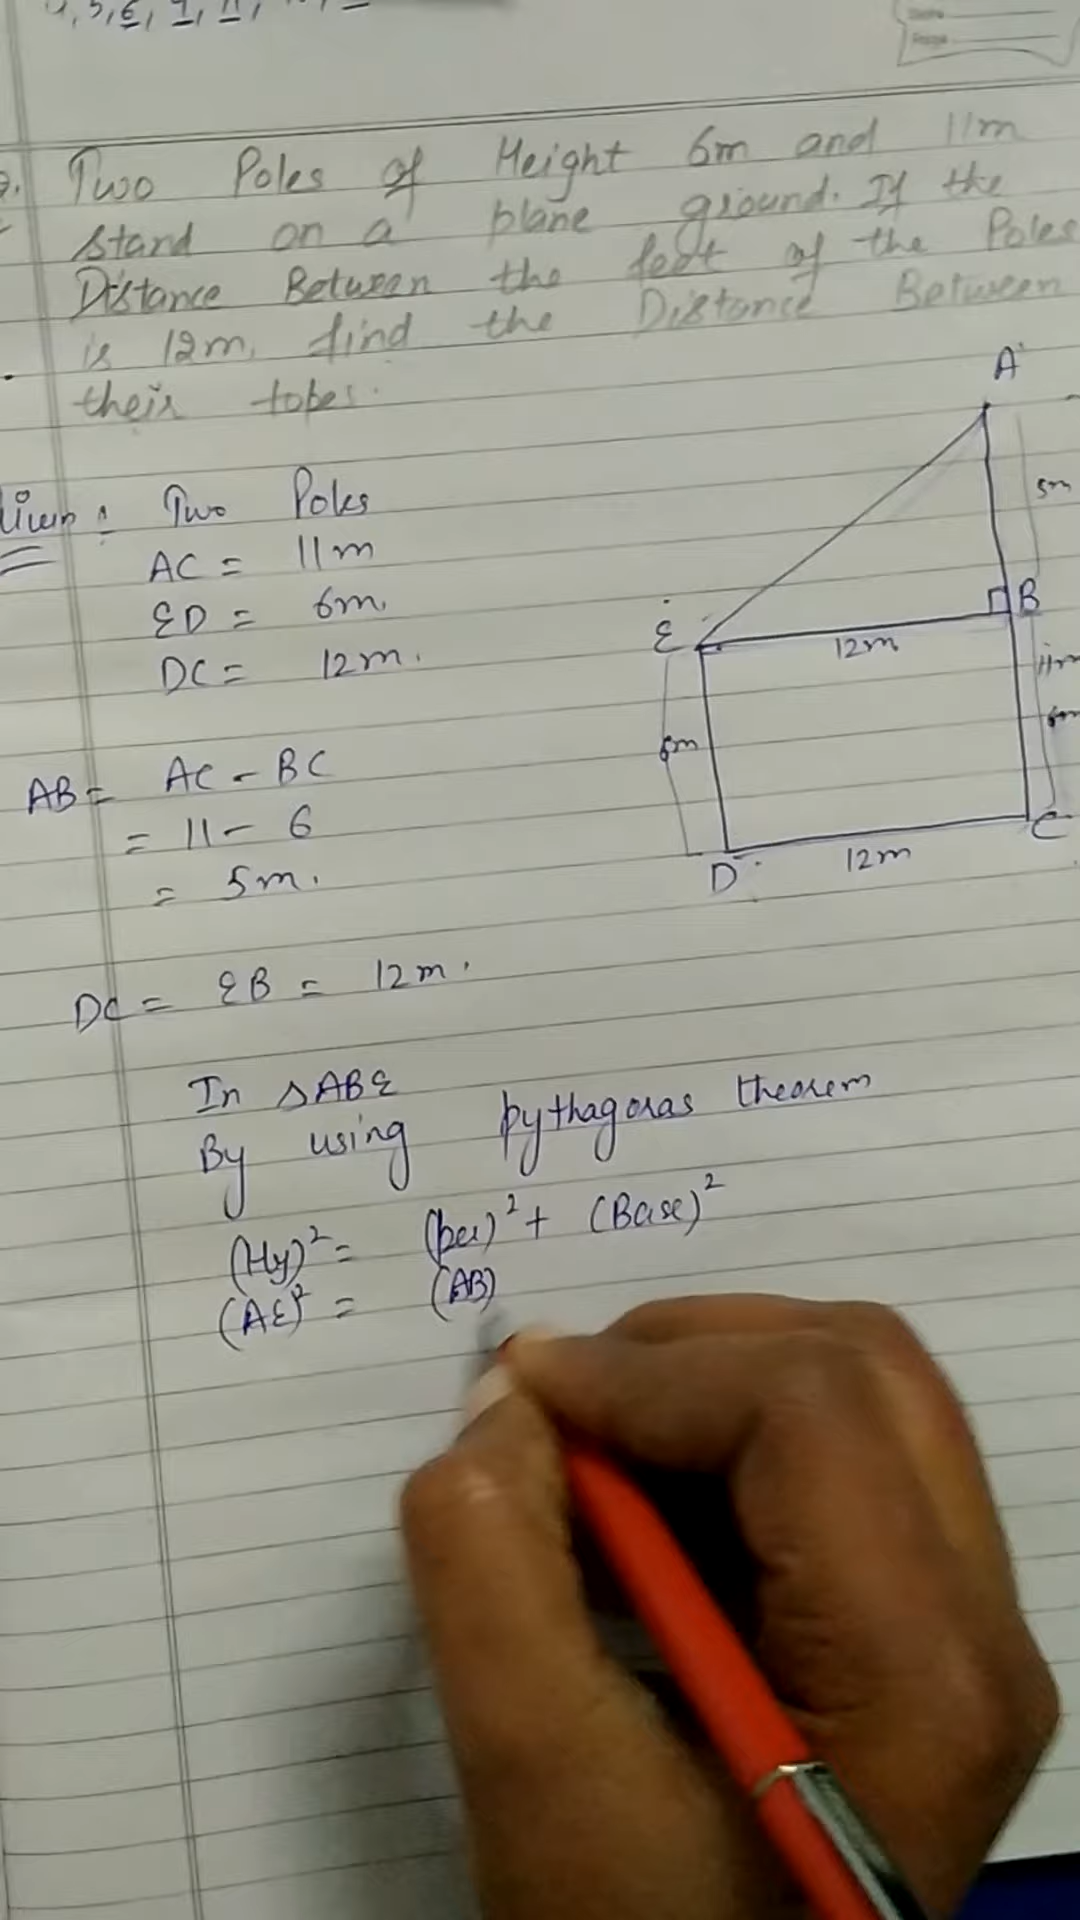 Two Poles of Height 6m and 11m
stand on a plane ground. If the
Distance Between the feet of the Poles
is 12m, find the Distance Between
their topes.
Given: Two Poles
AC = 11m
ED = 6m.
DC = 12m.
AB = AC - BC
= 11 - 6
= 5m.
DC = EB = 12m.
In △ABE
By using pythagoras theorem
(Hy)² = (per)² + (Base)²
(AE)² = (AB)
A
5m
B
E
12m
11m
6m
6m
C
D
12m